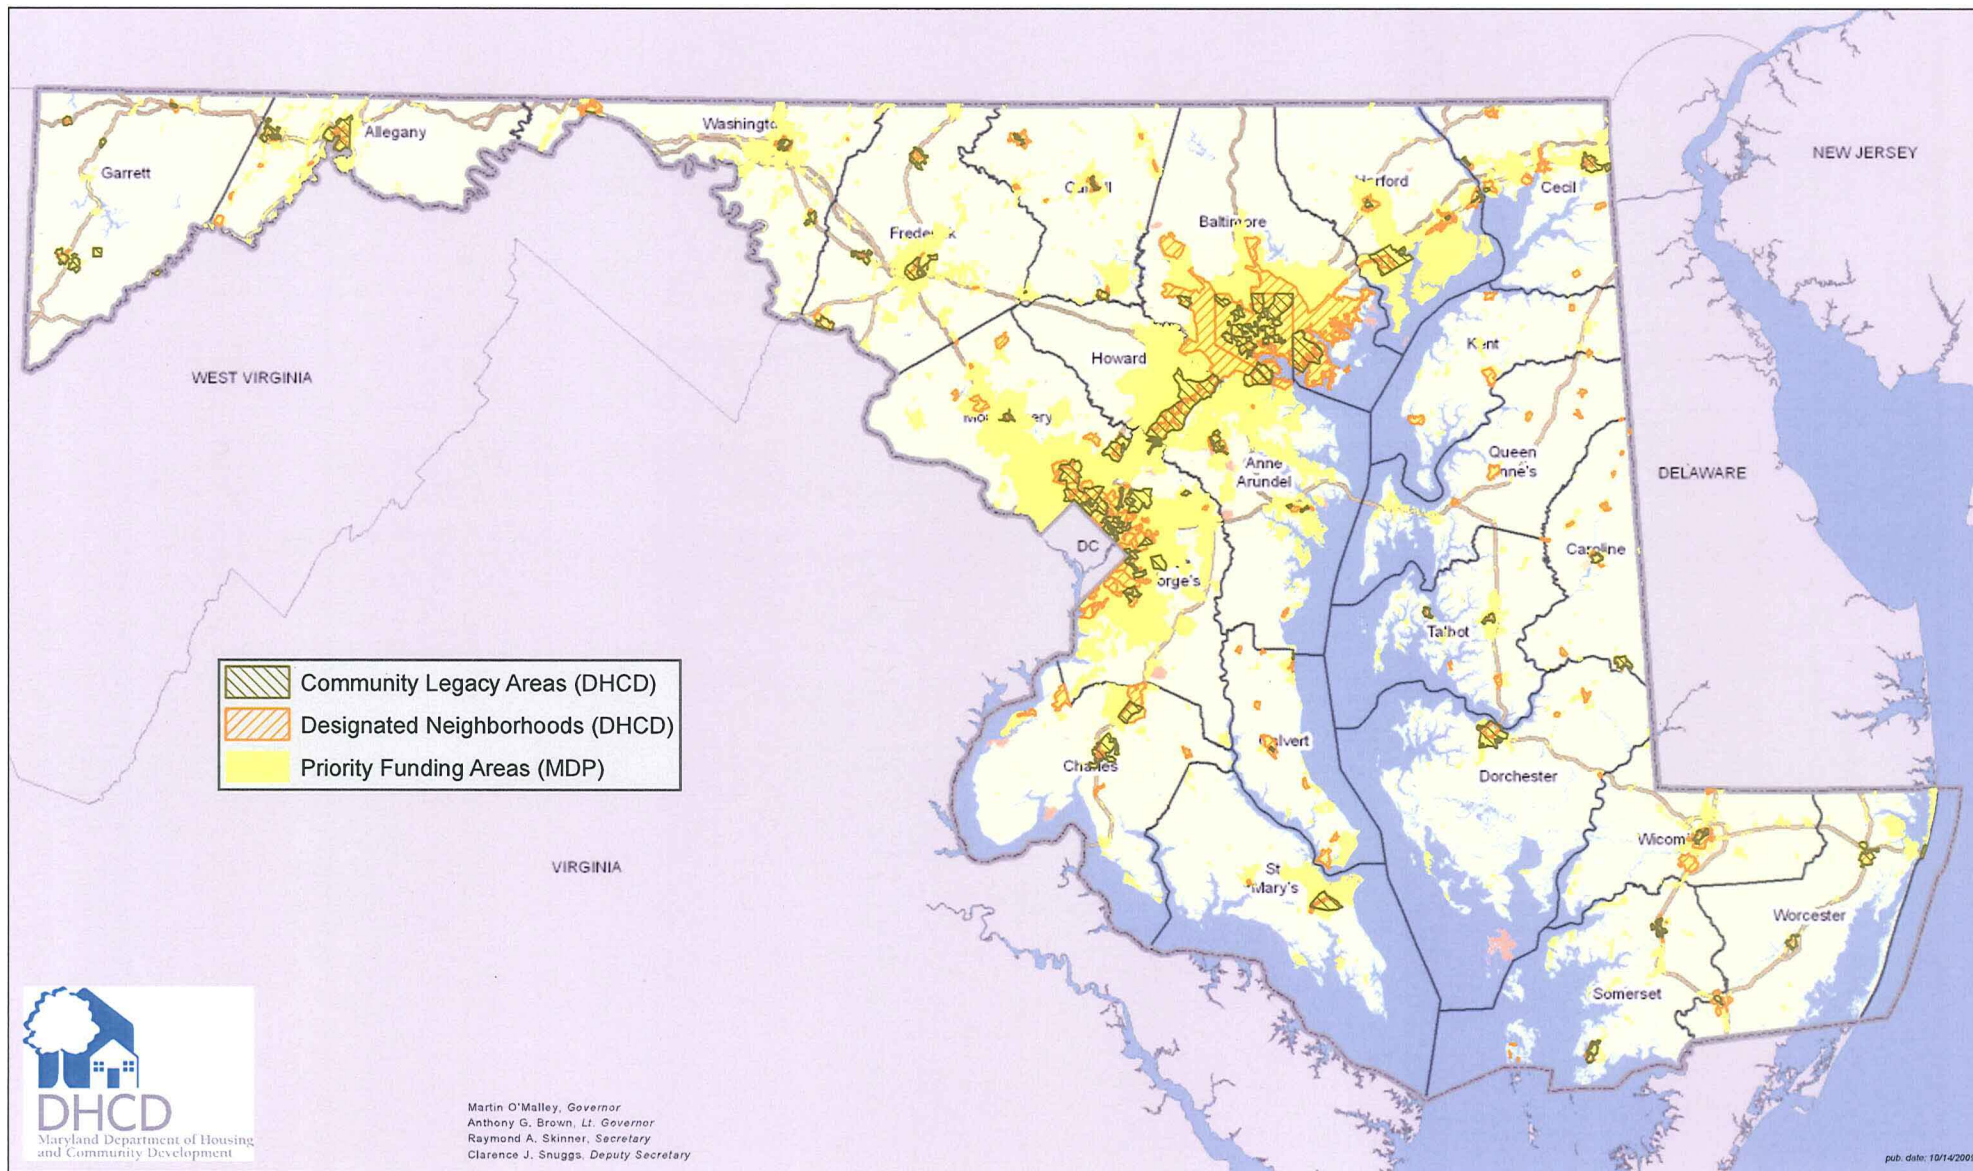 Garrett
Allegany
Frederick
Baltimore
Cecil
NEW JERSEY
WEST VIRGINIA
Howard
Kent
Queen
Anne
Arundel
DELAWARE
DC
Caroline
Talbot
Community Legacy Areas (DHCD)
Designated Neighborhoods (DHCD)
Priority Funding Areas (MDP)
Charles
Calvert
Dorchester
VIRGINIA
St
Mary's
Worcester
Somerset
DHCD
Maryland Department of Housing
and Community Development
Martin O'Malley, Governor
Anthony G. Brown, Lt. Governor
Raymond A. Skinner, Secretary
Clarence J. Snuggs, Deputy Secretary